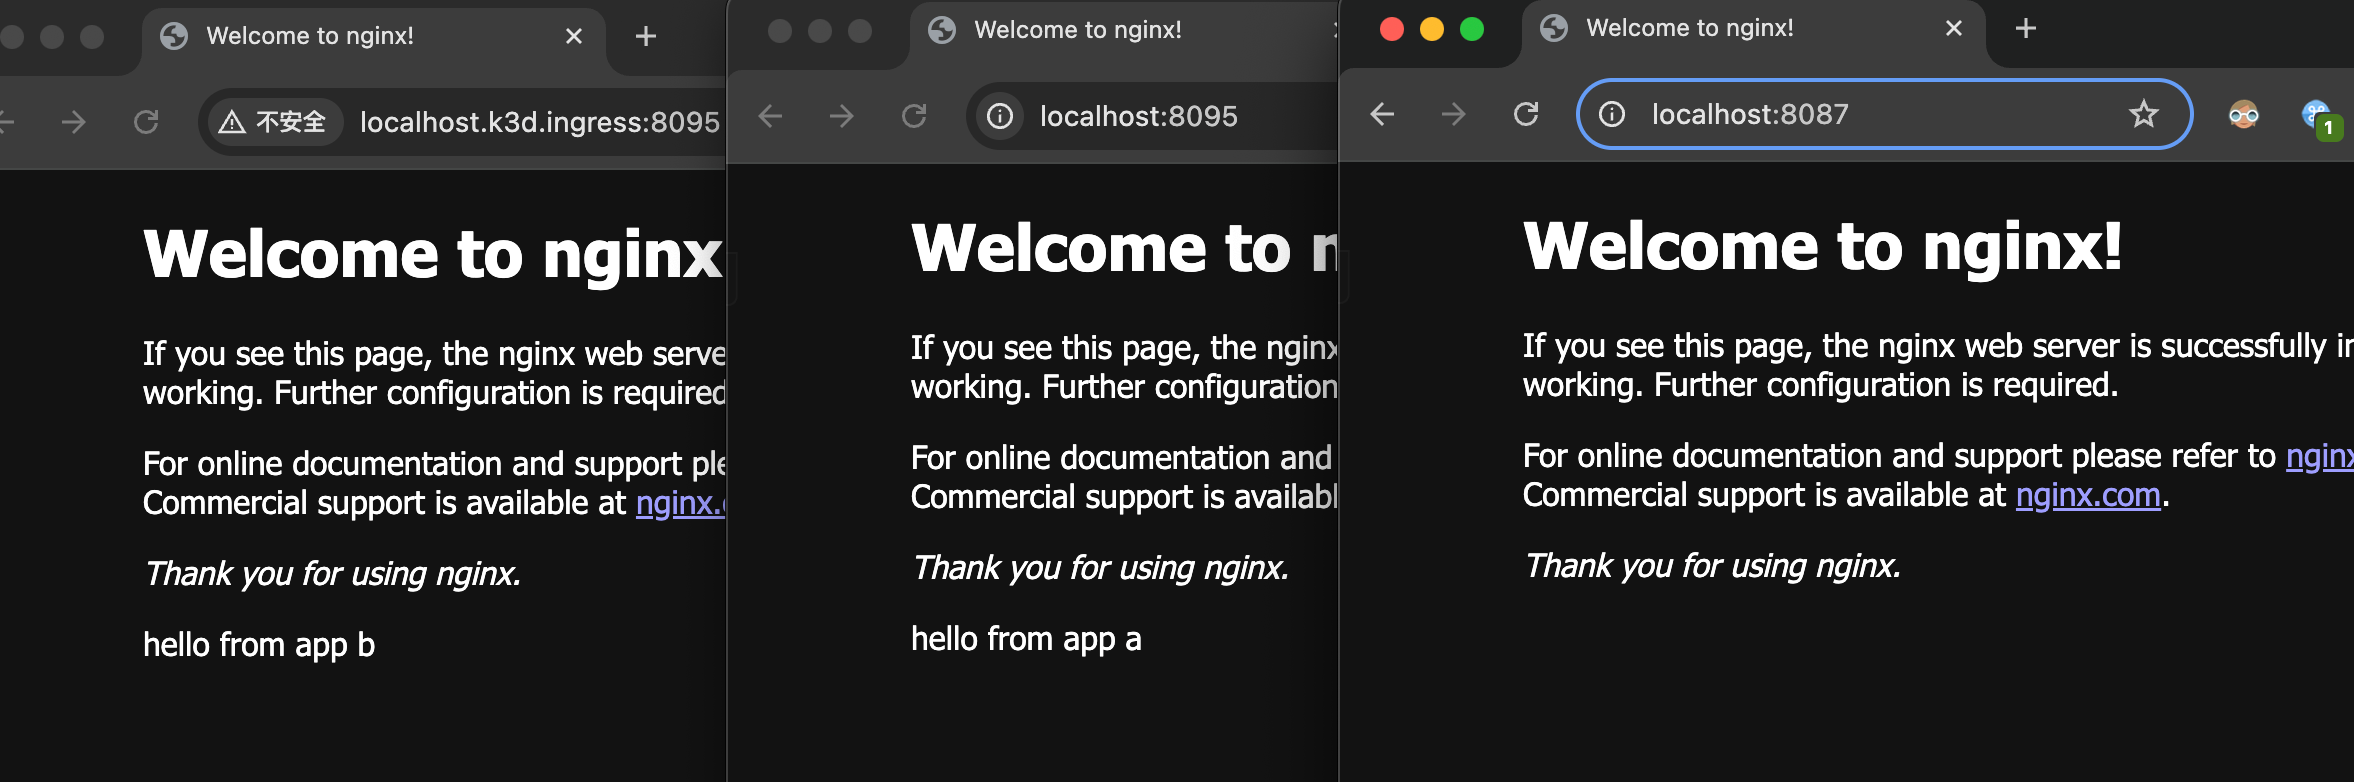 Welcome to nginx!
不安全 localhost.k3d.ingress:8095
Welcome to nginx
If you see this page, the nginx web serve
working. Further configuration is required
For online documentation and support ple
Commercial support is available at nginx.
Thank you for using nginx.
hello from app b
Welcome to nginx!
localhost:8095
Welcome to n
If you see this page, the nginx
working. Further configuration
For online documentation and
Commercial support is availabl
Thank you for using nginx.
hello from app a
Welcome to nginx!
localhost:8087
1
Welcome to nginx!
If you see this page, the nginx web server is successfully in
working. Further configuration is required.
For online documentation and support please refer to nginx
Commercial support is available at nginx.com.
Thank you for using nginx.